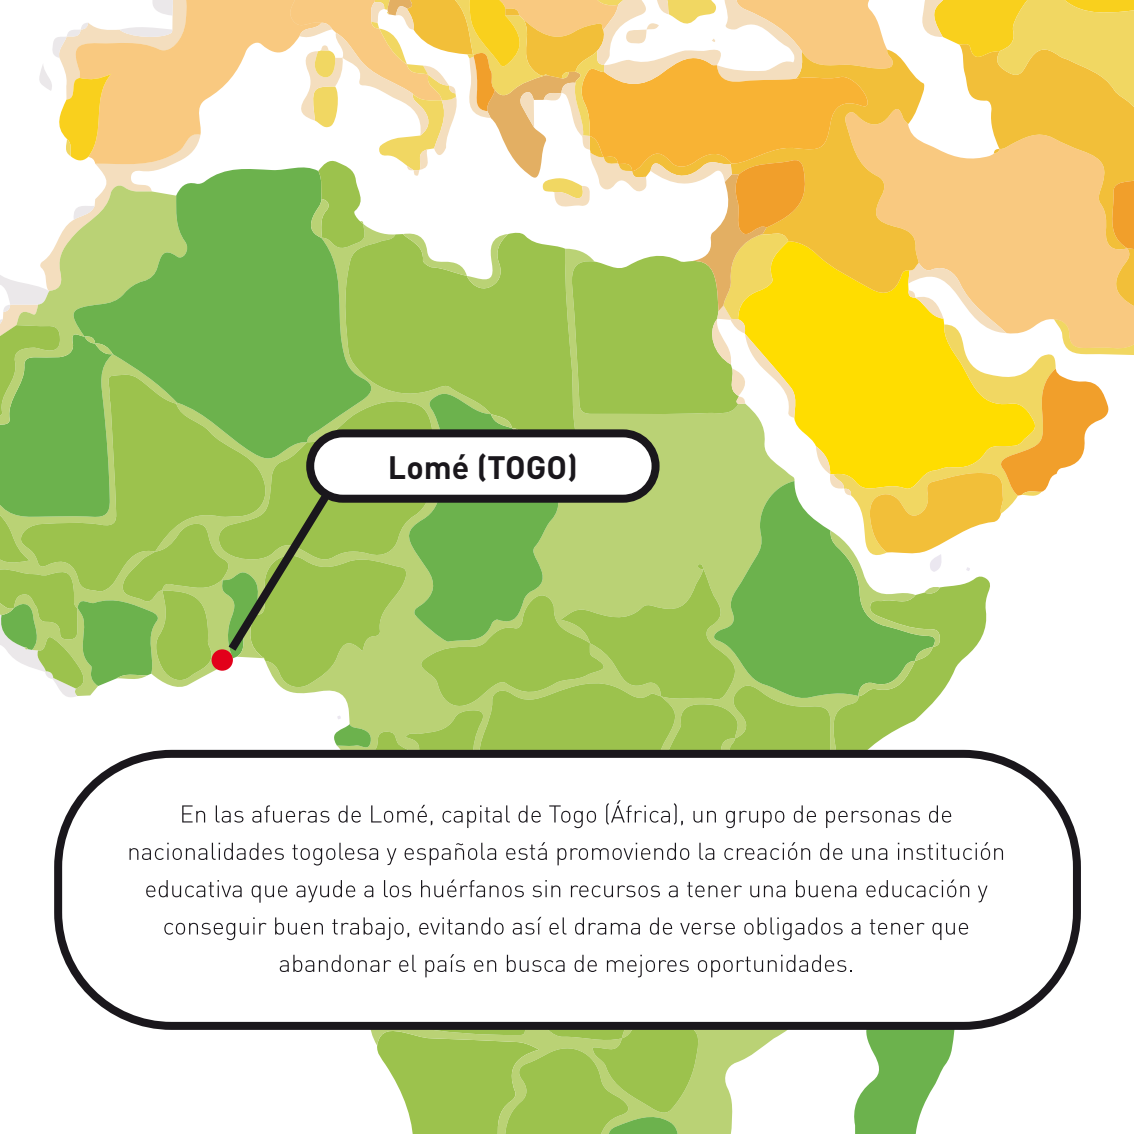 Lomé (TOGO)
En las afueras de Lomé, capital de Togo (África), un grupo de personas de
nacionalidades togolesa y española está promoviendo la creación de una institución
educativa que ayude a los huérfanos sin recursos a tener una buena educación y
conseguir buen trabajo, evitando así el drama de verse obligados a tener que
abandonar el país en busca de mejores oportunidades.